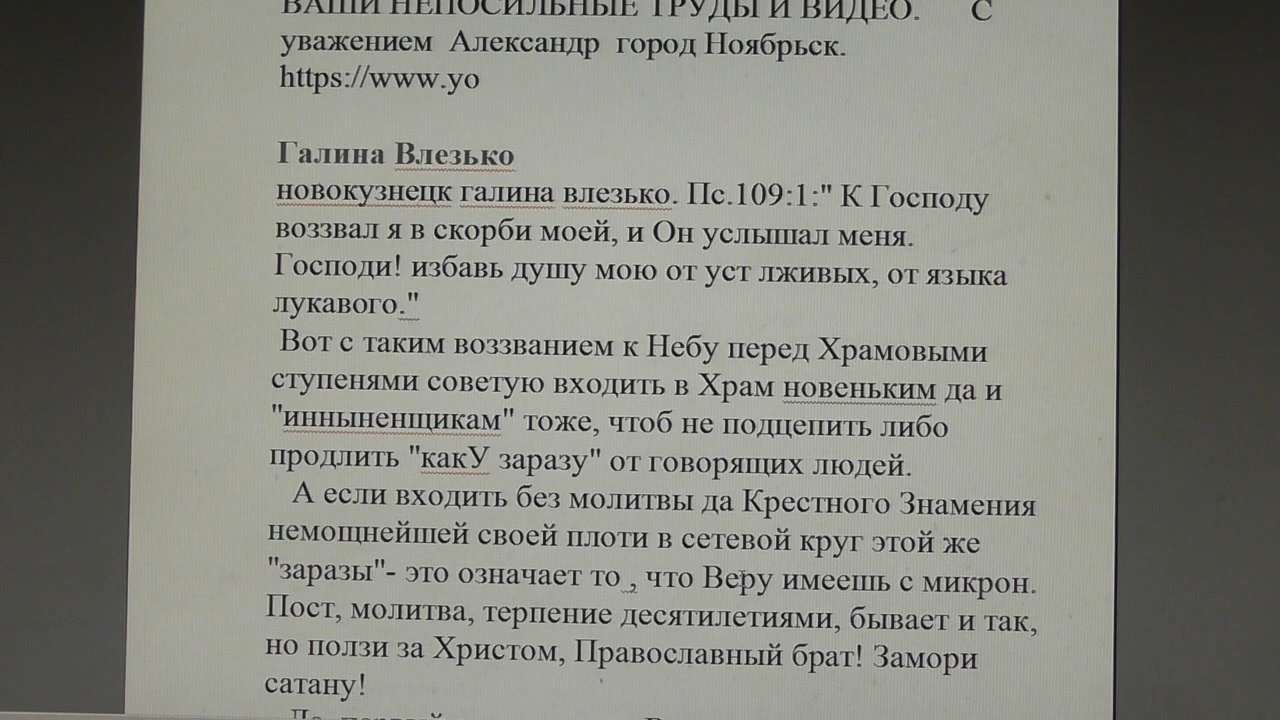 ВАШИ НЕПОСИЛЬНЫЕ ТРУДЫ И ВИДЕО. С
уважением Александр город Ноябрьск.
https://www.yo
Галина Влезько
новокузнецк галина влезько. Пс.109:1:" К Господу
воззвал я в скорби моей, и Он услышал меня.
Господи! избавь душу мою от уст лживых, от языка
лукавого."
Вот с таким воззванием к Небу перед Храмовыми
ступенями советую входить в Храм новеньким да и
"инныненщикам" тоже, чтоб не подцепить либо
продлить "какУ заразу" от говорящих людей.
А если входить без молитвы да Крестного Знамения
немощнейшей своей плоти в сетевой круг этой же
"заразы"- это означает то , что Веру имеешь с микрон.
Пост, молитва, терпение десятилетиями, бывает и так,
но ползи за Христом, Православный брат! Замори
сатану!